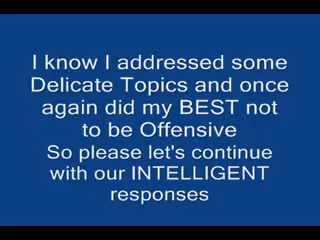 I know I addressed some
Delicate Topics and once
again did my BEST not
to be Offensive
So please let's continue
with our INTELLIGENT
responses